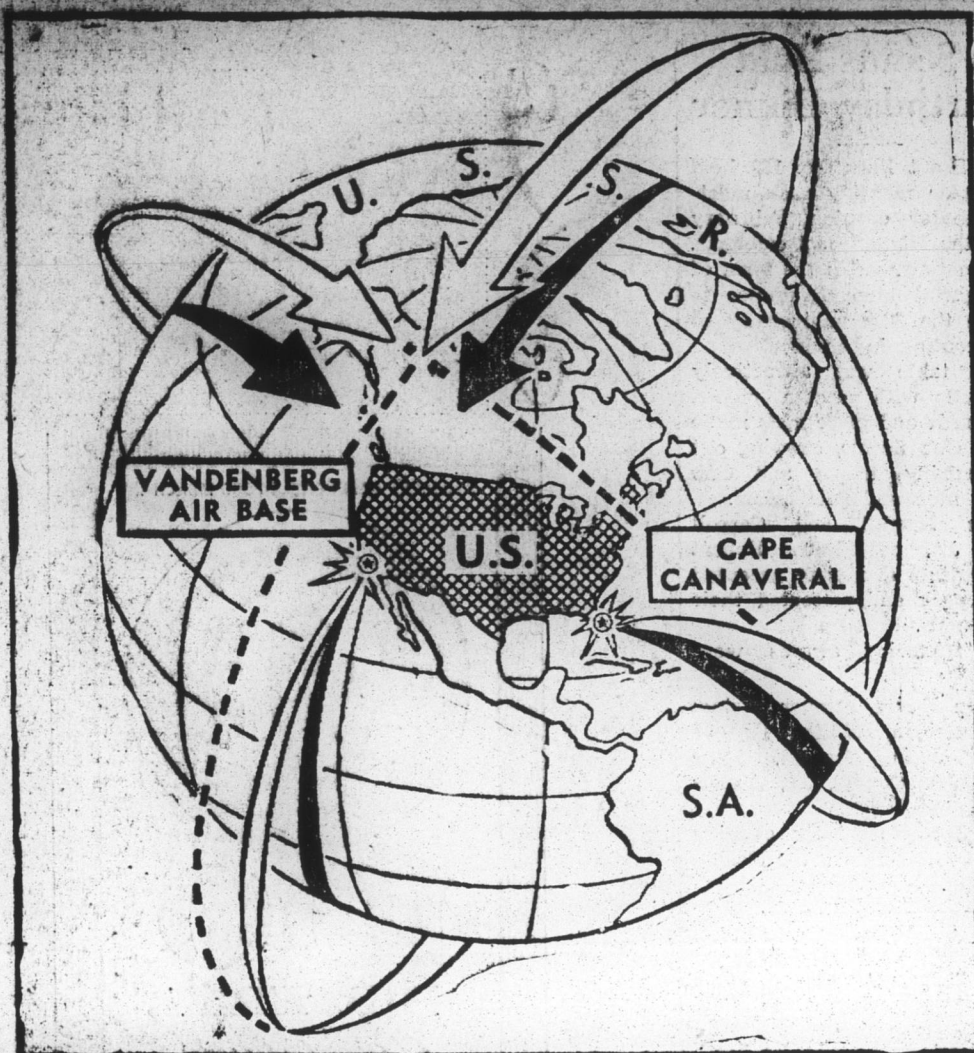 U. S. S. R.
VANDENBERG
AIR BASE
U.S.
CAPE
CANAVERAL
S.A.